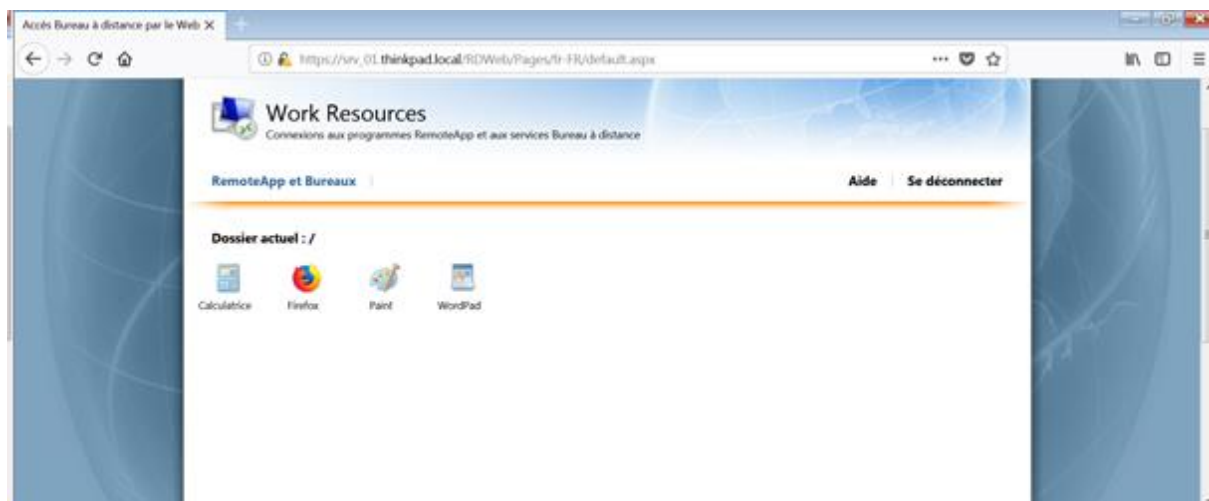 Accès Bureau à distance par le Web
https://srv_01.thinkpad.local/RDWeb/Pages/fr-FR/default.aspx
Work Resources
Connexions aux programmes RemoteApp et aux services Bureau à distance
RemoteApp et Bureaux
Aide
Se déconnecter
Dossier actuel : /
Calculatrice Firefox Paint WordPad